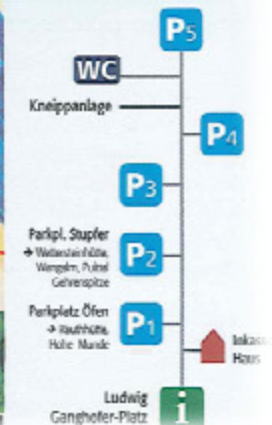 P5
WC
Kneippanlage
P4
P3
Parkpl. Stupfer
→ Wettersteinhütte,
Wangalm, Puital
Gehrenspitze
P2
Parkplatz Öfen
→ Rauthhütte,
Hohe Munde
P1
Inkasso
Haus
Ludwig
Ganghofer-Platz
i